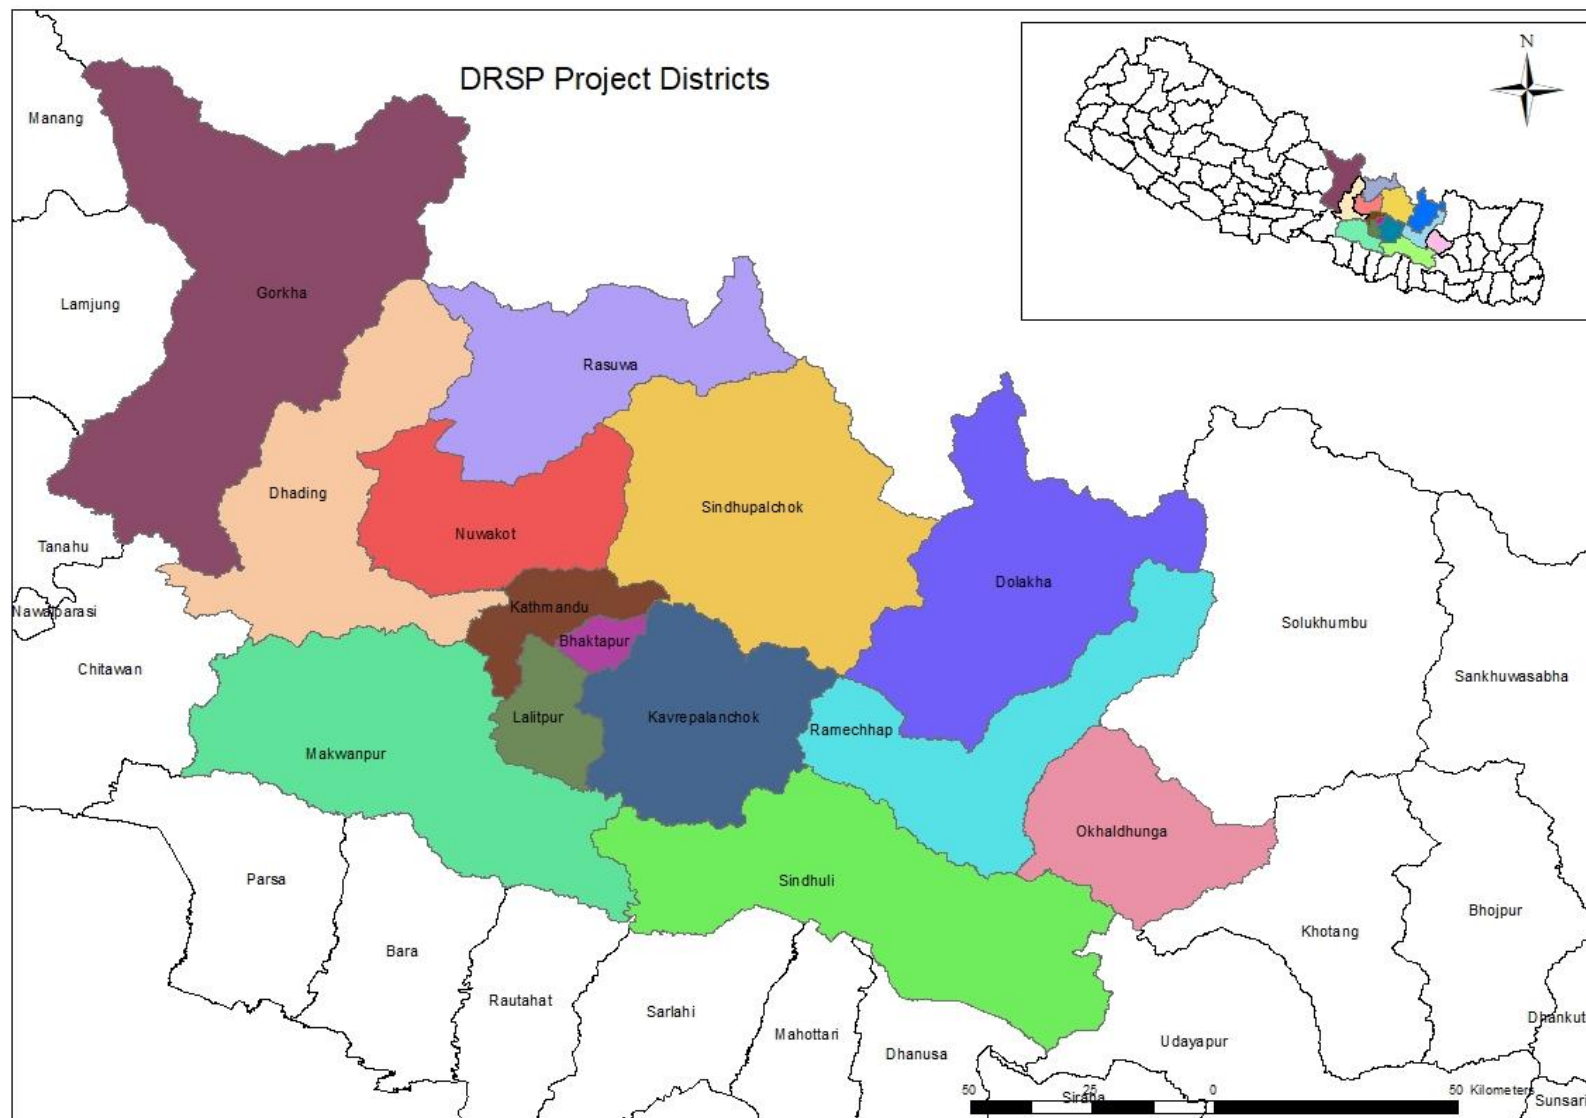 DRSP Project Districts
N
Manang
Gorkha
Lamjung
Rasuwa
Dhading
Sindhupalchok
Nuwakot
Tanahu
Dolakha
Kathmandu
Nawalparasi
Solukhumbu
Bhaktapur
Chitawan
Sankhuwasabha
Lalitpur
Kavrepalanchok
Ramechhap
Makwanpur
Okhaldhunga
Parsa
Sindhuli
Bhojpur
Khotang
Bara
Rautahat
Sarlahi
Mahottari
Dhanusa
Udayapur
Dhankut
50 25 0 50 Kilometers
Siraha
Sunsari